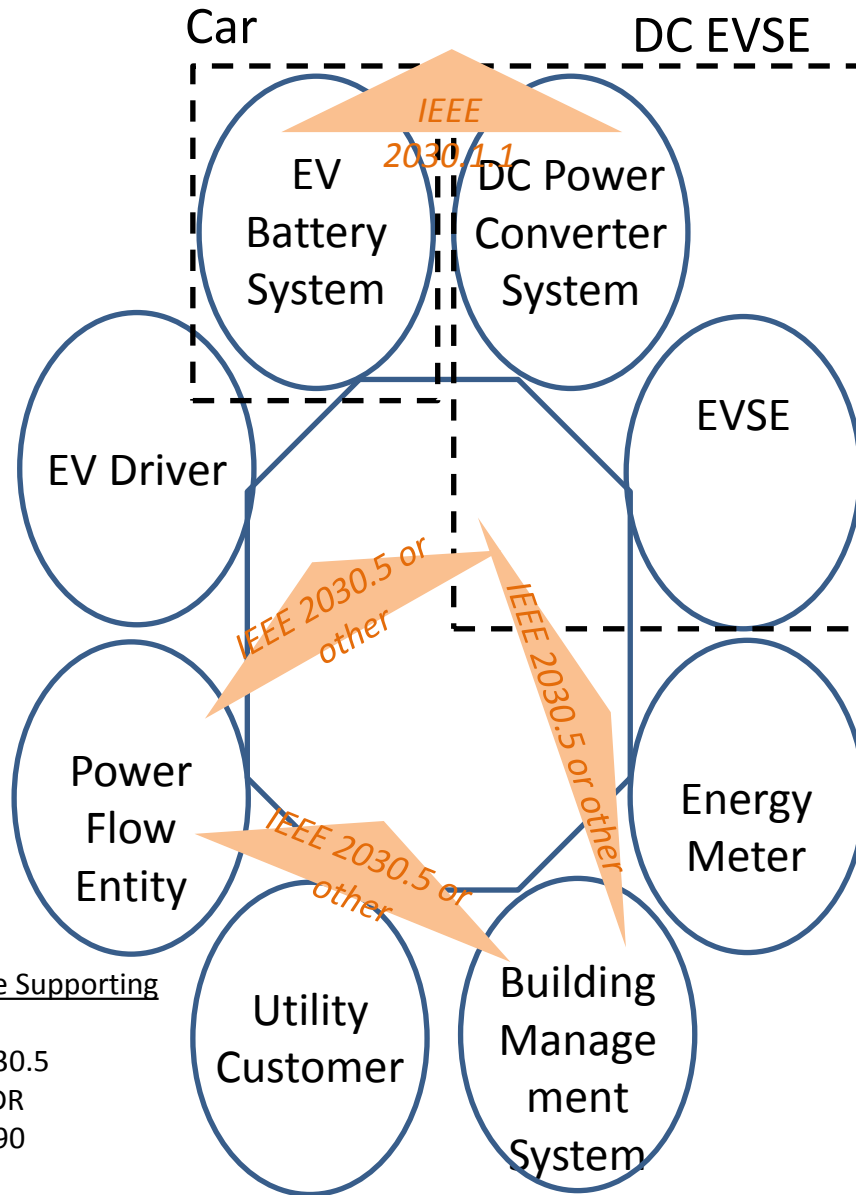 Car
DC EVSE
IEEE
2030.1.1
EV
Battery
System
DC Power
Converter
System
EV Driver
EVSE
IEEE 2030.5 or
other
IEEE 2030.5 or other
Power
Flow
Entity
Energy
Meter
IEEE 2030.5 or
other
Supporting
Utility
Customer
Building
Manage
ment
System